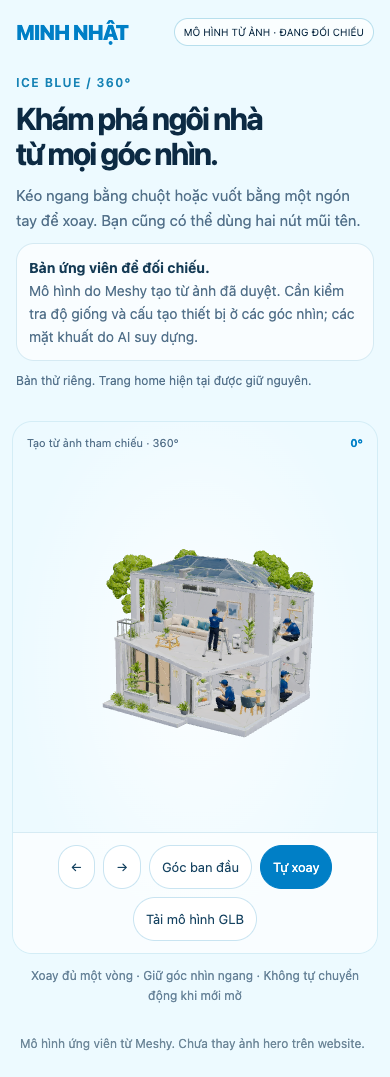 MINH NHẬT
MÔ HÌNH TỪ ẢNH · ĐANG ĐỐI CHIẾU
ICE BLUE / 360°
Khám phá ngôi nhà
từ mọi góc nhìn.
Kéo ngang bằng chuột hoặc vuốt bằng một ngón
tay để xoay. Bạn cũng có thể dùng hai nút mũi tên.
Bản ứng viên để đối chiếu.
Mô hình do Meshy tạo từ ảnh đã duyệt. Cần kiểm
tra độ giống và cấu tạo thiết bị ở các góc nhìn; các
mặt khuất do AI suy dựng.
Bản thử riêng. Trang home hiện tại được giữ nguyên.
Tạo từ ảnh tham chiếu · 360°
0°
← → Góc ban đầu Tự xoay
Tải mô hình GLB
Xoay đủ một vòng · Giữ góc nhìn ngang · Không tự chuyển
động khi mới mở
Mô hình ứng viên từ Meshy. Chưa thay ảnh hero trên website.